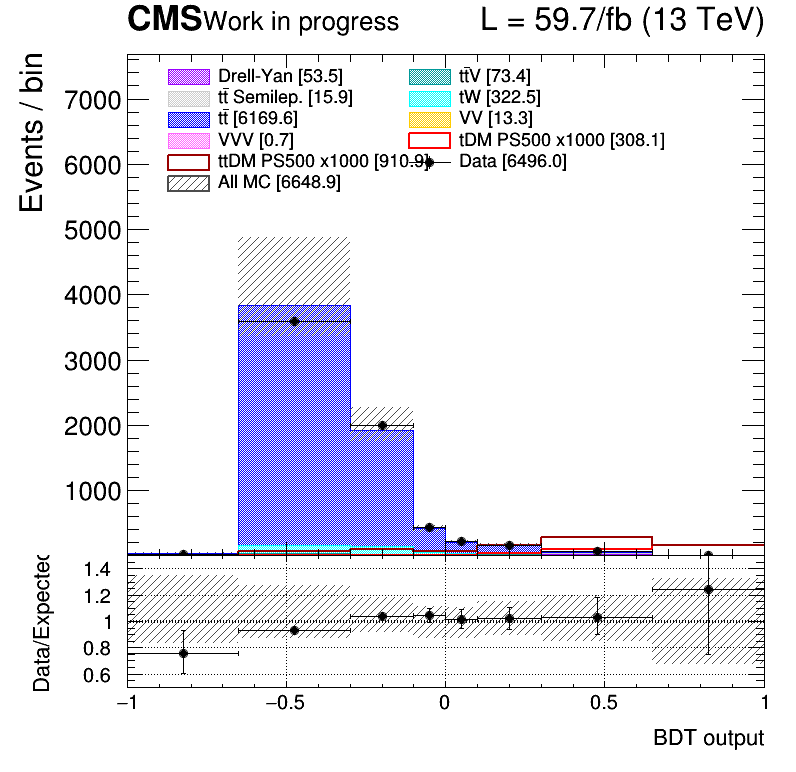 CMS Work in progress L = 59.7/fb (13 TeV)
Events / bin
Drell-Yan [53.5] tt̄V [73.4]
tt̄ Semilep. [15.9] tW [322.5]
tt̄ [6169.6] VV [13.3]
VVV [0.7] tDM PS500 x1000 [308.1]
ttDM PS500 x1000 [910.9] Data [6496.0]
All MC [6648.9]
7000
6000
5000
4000
3000
2000
1000
Data/Expected
1.4
1.2
1
0.8
0.6
−1 −0.5 0 0.5 1
BDT output